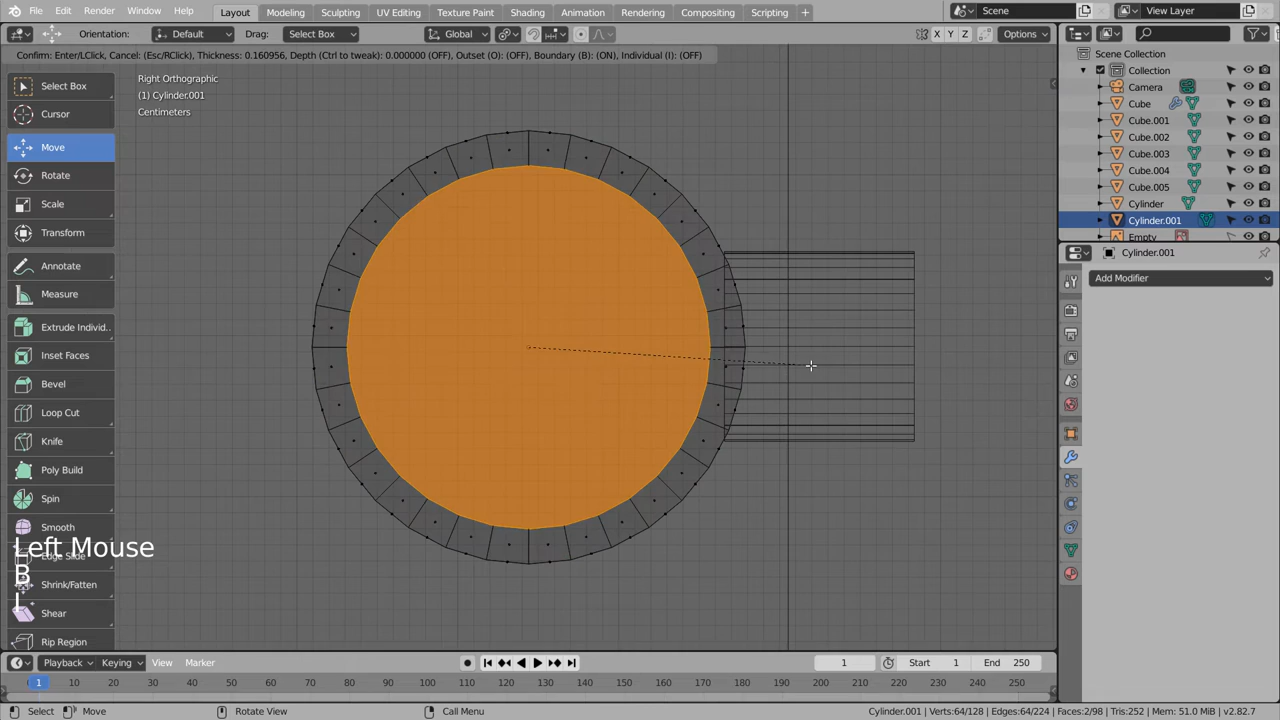 File Edit Render Window Help Layout Modeling Sculpting UV Editing Texture Paint Shading Animation Rendering Compositing Scripting + Scene View Layer
Orientation: Default Drag: Select Box Global X Y Z Options
Confirm: Enter/LClick, Cancel: (Esc/RClick), Thickness: 0.160956, Depth (Ctrl to tweak): 0.000000 (OFF), Outset (O): (OFF), Boundary (B): (ON), Individual (I): (OFF)
Right Orthographic
(1) Cylinder.001
Centimeters
Select Box
Cursor
Move
Rotate
Scale
Transform
Annotate
Measure
Extrude Individ..
Inset Faces
Bevel
Loop Cut
Knife
Poly Build
Spin
Smooth
Edge Slide
Shrink/Fatten
Shear
Rip Region
Left Mouse
B
I
Scene Collection
Collection
Camera
Cube
Cube.001
Cube.002
Cube.003
Cube.004
Cube.005
Cylinder
Cylinder.001
Empty
Cylinder.001
Add Modifier
Playback Keying View Marker 1 Start 1 End 250
1 10 20 30 40 50 60 70 80 90 100 110 120 130 140 150 160 170 180 190 200 210 220 230 240 250
Select Move Rotate View Call Menu Cylinder.001 | Verts:64/128 | Edges:64/224 | Faces:2/98 | Tris:252 | Mem: 51.0 MiB | v2.82.7